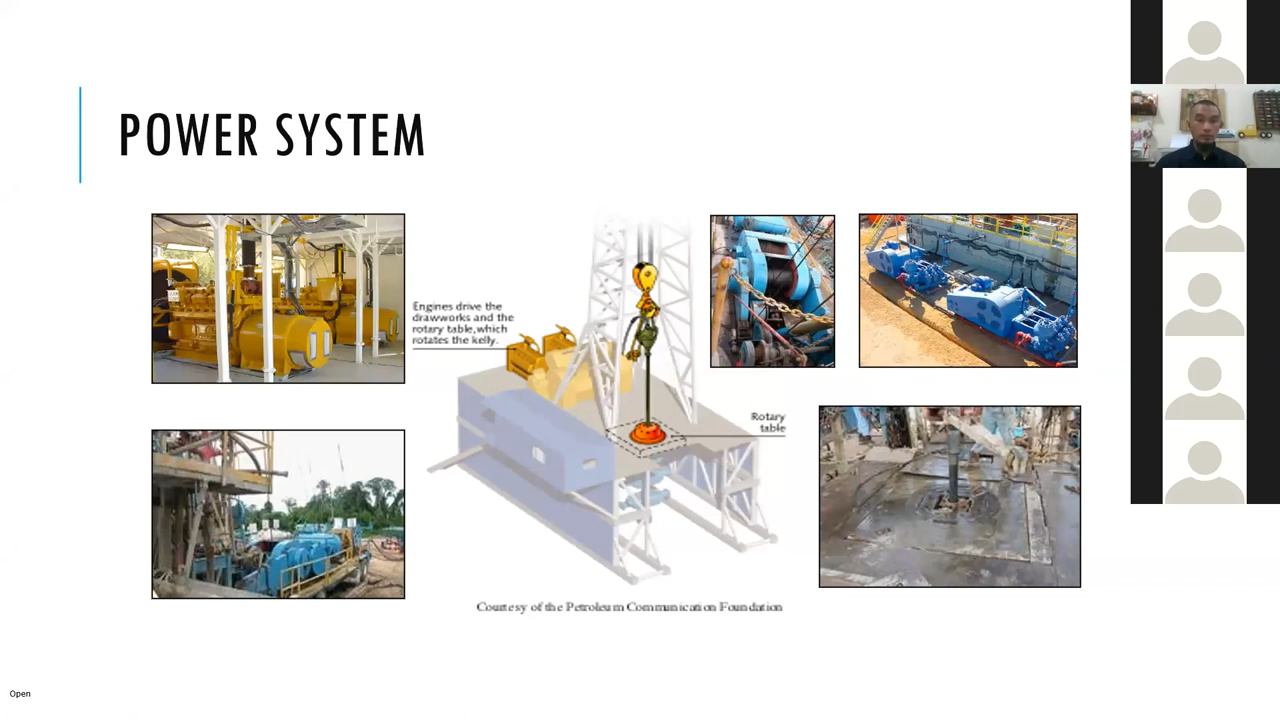 POWER SYSTEM
Engines drive the
drawworks and the
rotary table, which
rotates the kelly.
Rotary
table
Courtesy of the Petroleum Communication Foundation
Open